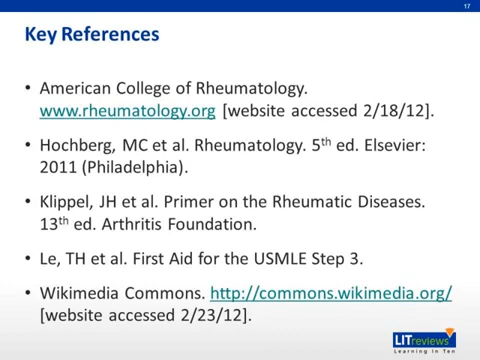 17
Key References
• American College of Rheumatology.
www.rheumatology.org [website accessed 2/18/12].
• Hochberg, MC et al. Rheumatology. 5th ed. Elsevier:
2011 (Philadelphia).
• Klippel, JH et al. Primer on the Rheumatic Diseases.
13th ed. Arthritis Foundation.
• Le, TH et al. First Aid for the USMLE Step 3.
• Wikimedia Commons. http://commons.wikimedia.org/
[website accessed 2/23/12].
LITreviews
Learning In Ten